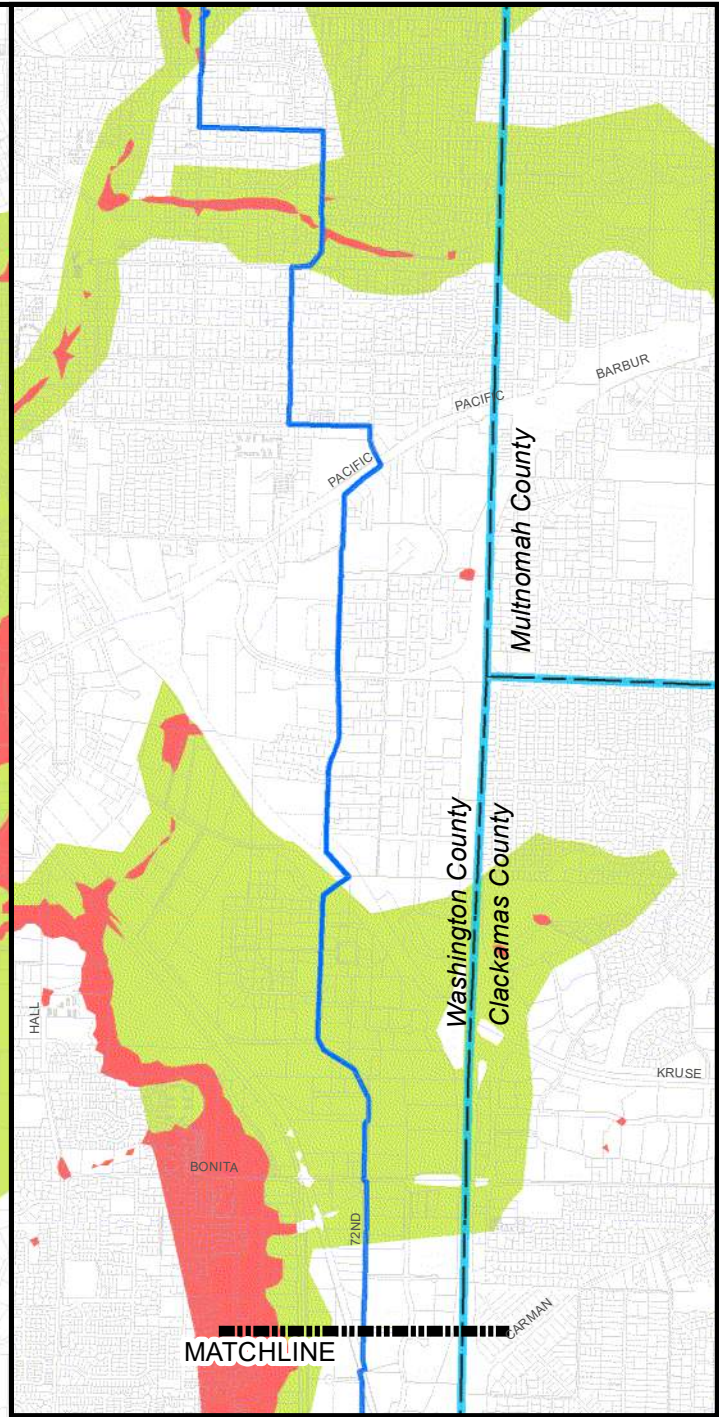 BARBUR
PACIFIC
PACIFIC
Multnomah County
Washington County
Clackamas County
HALL
KRUSE
BONITA
72ND
CARMAN
MATCHLINE